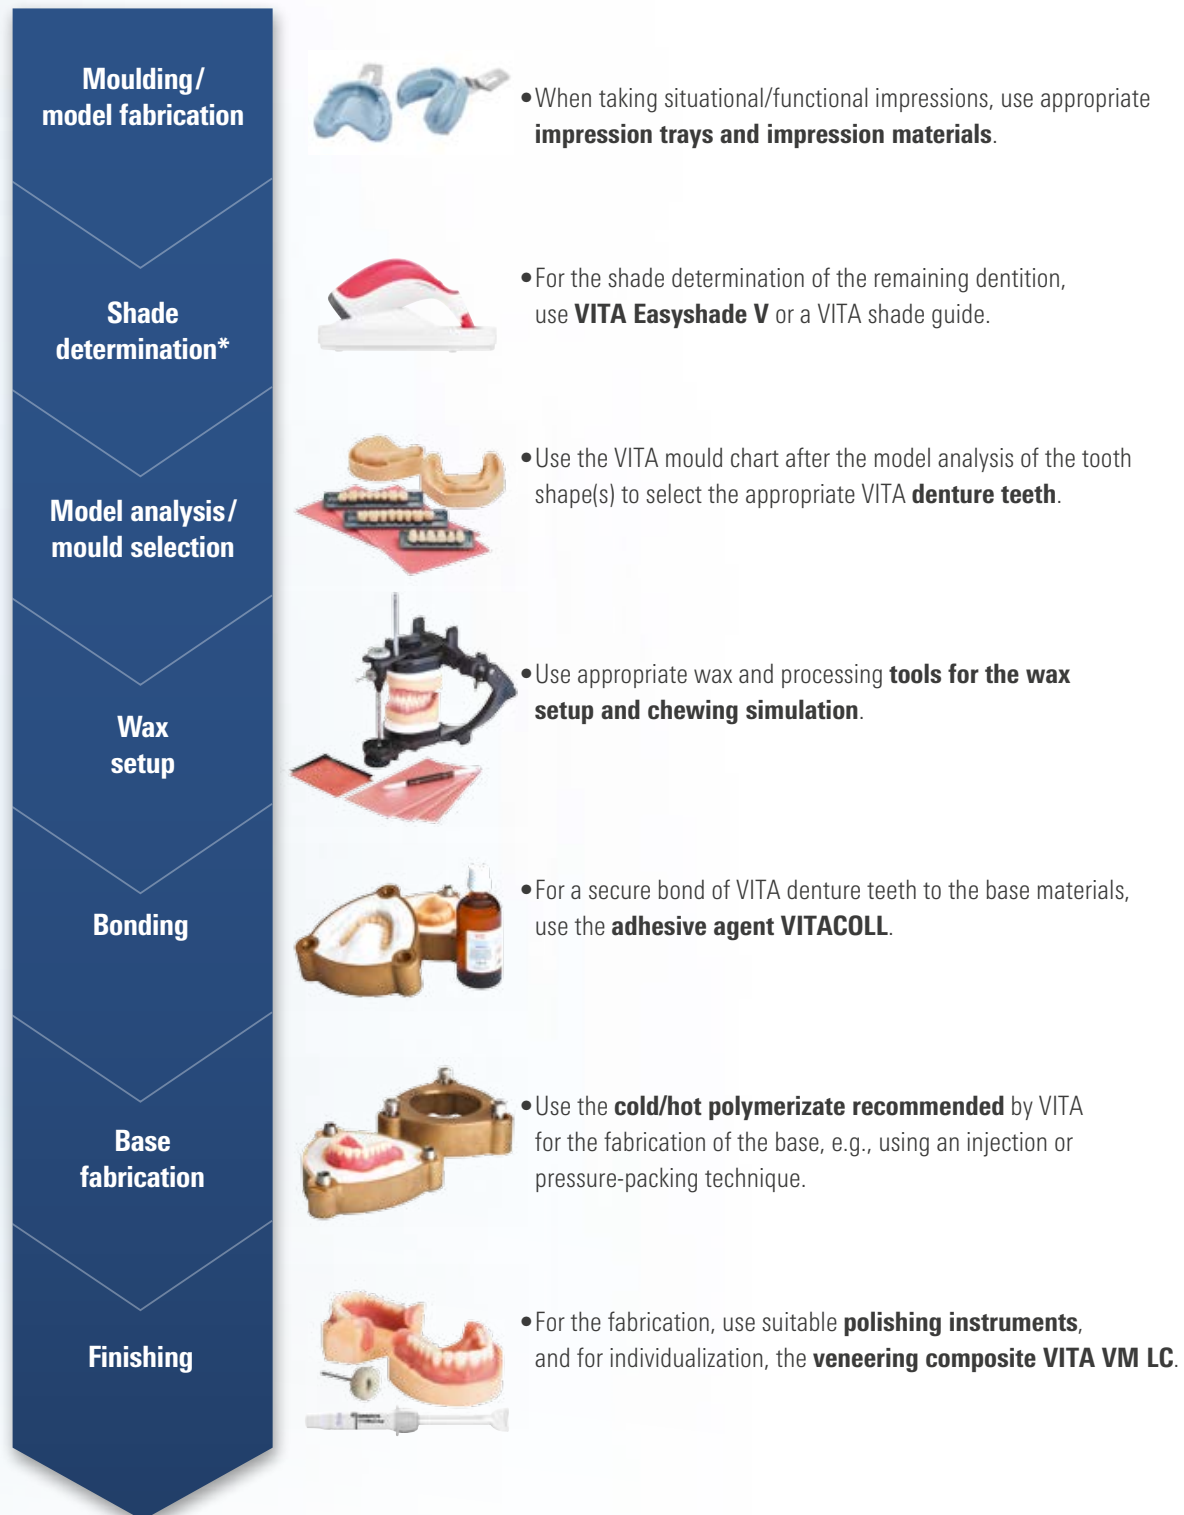 Moulding/
model fabrication
•When taking situational/functional impressions, use appropriate
impression trays and impression materials.
Shade
determination*
•For the shade determination of the remaining dentition,
use VITA Easyshade V or a VITA shade guide.
Model analysis/
mould selection
•Use the VITA mould chart after the model analysis of the tooth
shape(s) to select the appropriate VITA denture teeth.
Wax
setup
•Use appropriate wax and processing tools for the wax
setup and chewing simulation.
Bonding
•For a secure bond of VITA denture teeth to the base materials,
use the adhesive agent VITACOLL.
Base
fabrication
•Use the cold/hot polymerizate recommended by VITA
for the fabrication of the base, e.g., using an injection or
pressure-packing technique.
Finishing
•For the fabrication, use suitable polishing instruments,
and for individualization, the veneering composite VITA VM LC.